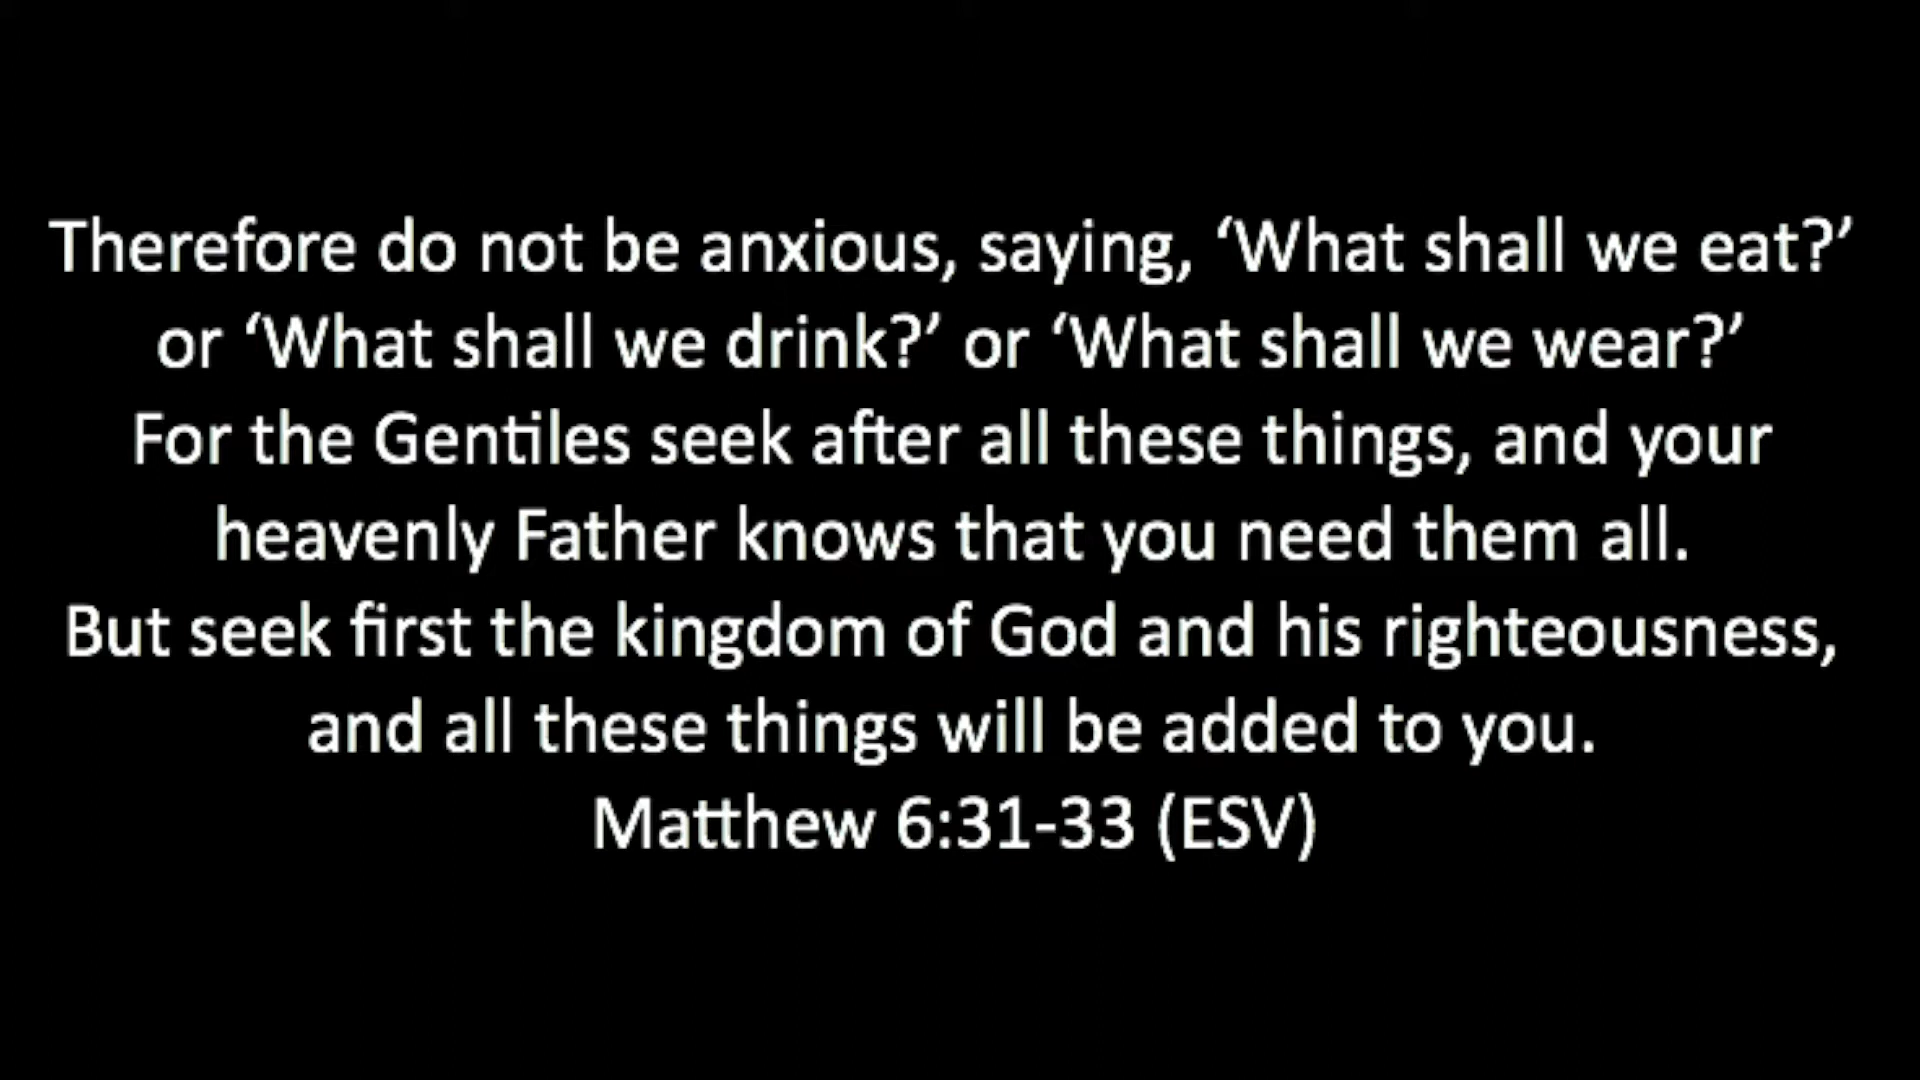 Therefore do not be anxious, saying, ‘What shall we eat?’
or ‘What shall we drink?’ or ‘What shall we wear?’
For the Gentiles seek after all these things, and your
heavenly Father knows that you need them all.
But seek first the kingdom of God and his righteousness,
and all these things will be added to you.
Matthew 6:31-33 (ESV)